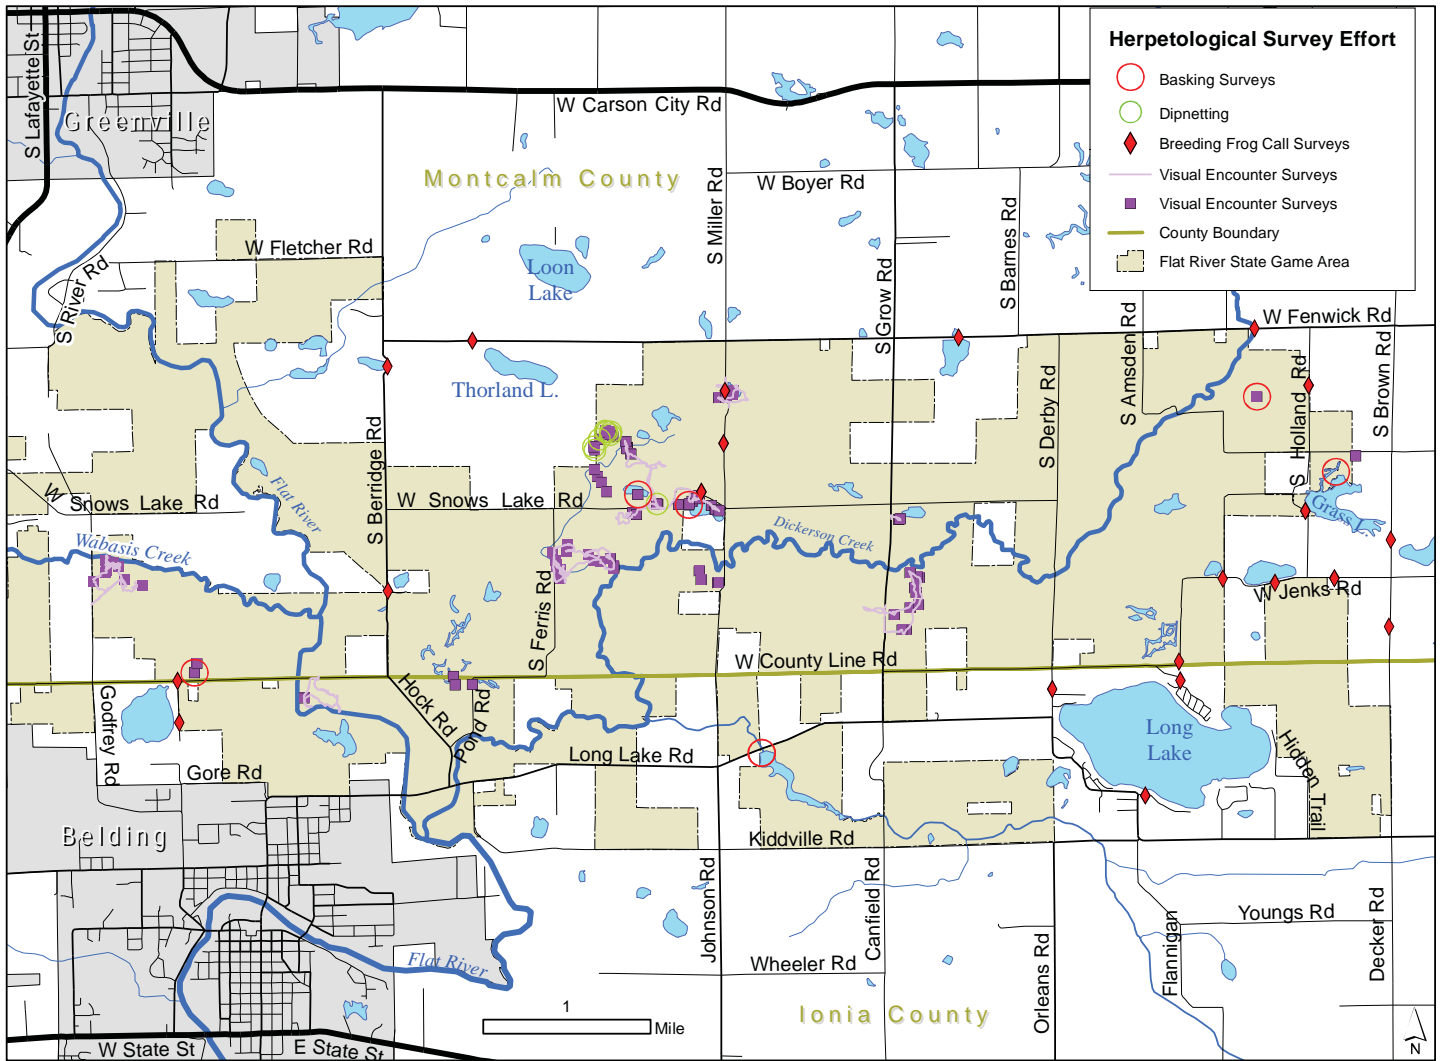 Herpetological Survey Effort
Basking Surveys
Dipnetting
Breeding Frog Call Surveys
Visual Encounter Surveys
Visual Encounter Surveys
County Boundary
Flat River State Game Area
S Lafayette St
Greenville
W Carson City Rd
Montcalm County
S Miller Rd
W Boyer Rd
S Barnes Rd
W Fletcher Rd
S River Rd
Loon
Lake
S Grow Rd
S Amsden Rd
W Fenwick Rd
S Brown Rd
S Holland Rd
Thorland L.
S Derby Rd
S Berridge Rd
Flat River
W Snows Lake Rd
W Snows Lake Rd
Grass L.
Wabasis Creek
Dickerson Creek
S Ferris Rd
W Jenks Rd
W County Line Rd
Godfrey Rd
Hock Rd
Pond Rd
Long Lake Rd
Long
Lake
Hidden Trail
Gore Rd
Belding
Kiddville Rd
Johnson Rd
Canfield Rd
Orleans Rd
Flannigan
Youngs Rd
Decker Rd
Flat River
Wheeler Rd
Ionia County
1
Mile
W State St
E State St
N